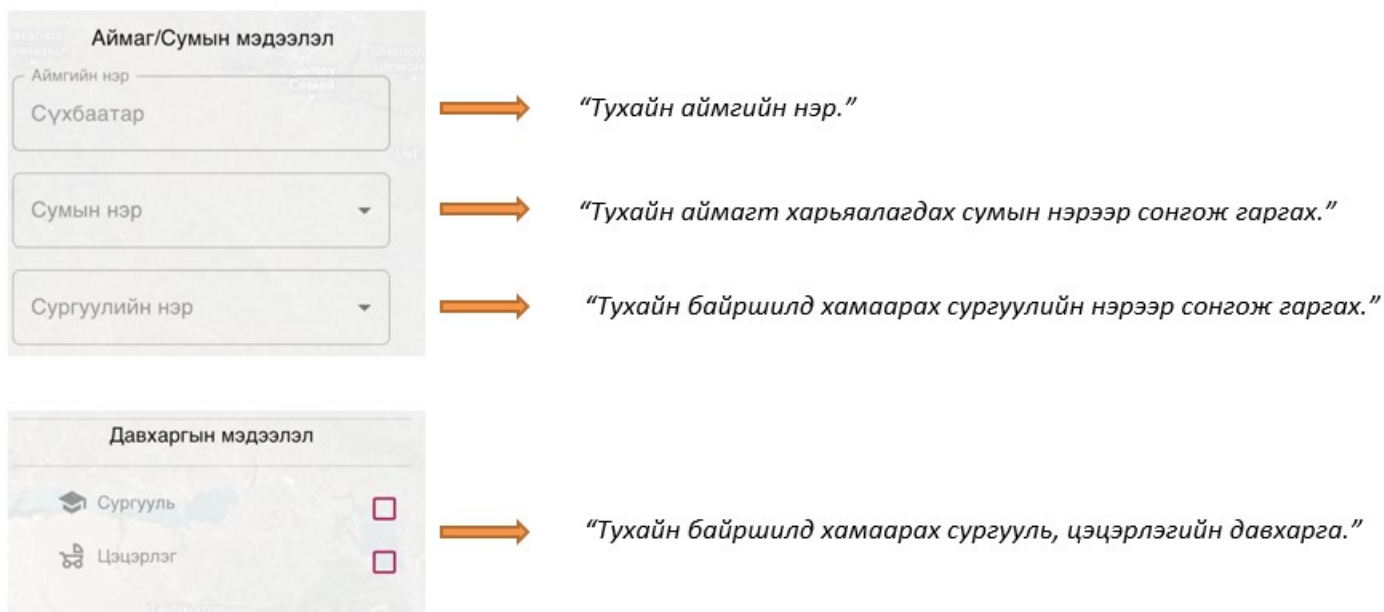 Аймаг/Сумын мэдээлэл
Аймгийн нэр
Сүхбаатар
“Тухайн аймгийн нэр.”
Сумын нэр
“Тухайн аймагт харьяалагдах сумын нэрээр сонгож гаргах.”
Сургуулийн нэр
“Тухайн байршилд хамаарах сургуулийн нэрээр сонгож гаргах.”
Давхаргын мэдээлэл
Сургууль
Цэцэрлэг
“Тухайн байршилд хамаарах сургууль, цэцэрлэгийн давхарга.”